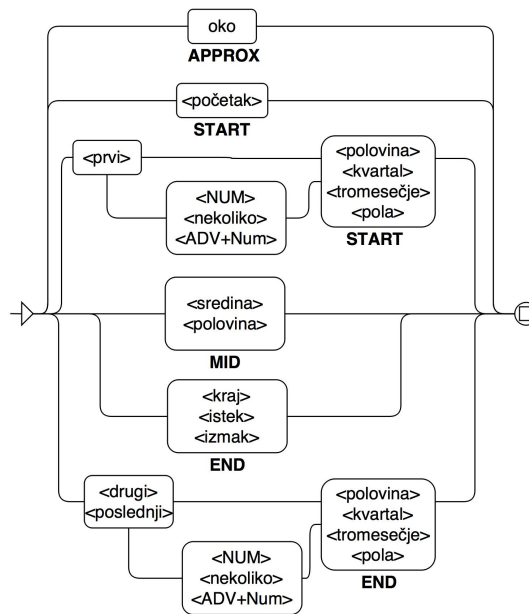 oko
APPROX
<početak>
START
<prvi>
<polovina>
<kvartal>
<tromesečje>
<pola>
START
<NUM>
<nekoliko>
<ADV+Num>
<sredina>
<polovina>
MID
<kraj>
<istek>
<izmak>
END
<drugi>
<poslednji>
<polovina>
<kvartal>
<tromesečje>
<pola>
END
<NUM>
<nekoliko>
<ADV+Num>